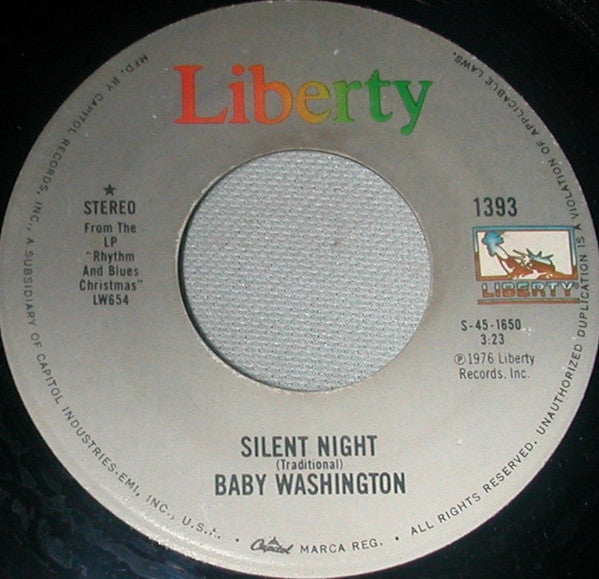 Liberty
★
STEREO
From The
LP
"Rhythm
And Blues
Christmas"
LW654
1393
LIBERTY
S-45-1650
3:23
℗1976 Liberty
Records, Inc.
SILENT NIGHT
(Traditional)
BABY WASHINGTON
MFD. BY CAPITOL RECORDS, INC., A SUBSIDIARY OF CAPITOL INDUSTRIES-EMI, INC., U.S.A. • Capitol MARCA REG. • ALL RIGHTS RESERVED. UNAUTHORIZED DUPLICATION IS A VIOLATION OF APPLICABLE LAWS.